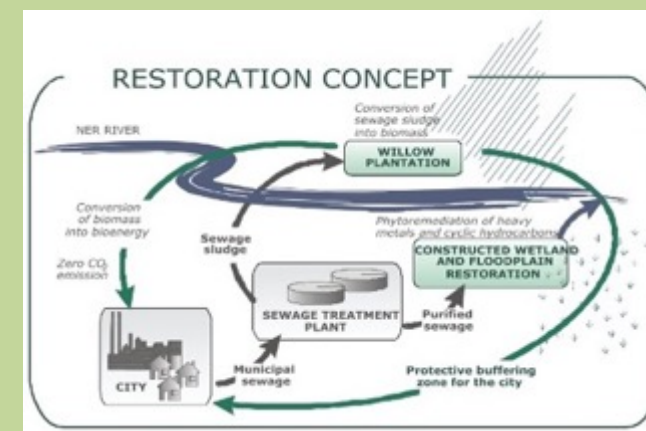 RESTORATION CONCEPT
NER RIVER
Conversion of
sewage sludge
into biomass
WILLOW
PLANTATION
Conversion
of biomass
into bioenergy
Zero CO2
emission
Sewage
sludge
Phytoremediation of heavy
metals and cyclic hydrocarbons
CONSTRUCTED WETLAND
AND FLOODPLAIN
RESTORATION
SEWAGE TREATMENT
PLANT
Purified
sewage
CITY
Municipal
sewage
Protective buffering
zone for the city